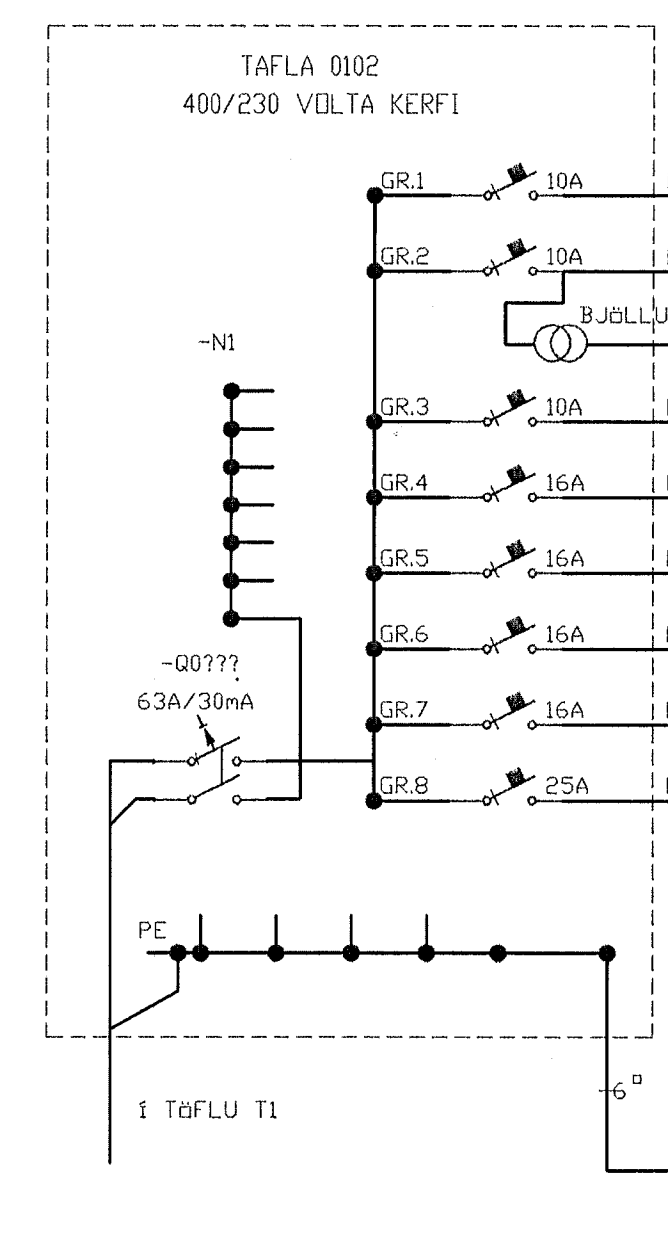 TAFLA 0102
400/230 VOLTA KERFI
GR.1 10A
GR.2 10A
BJÖLLU
-N1
GR.3 10A
GR.4 16A
GR.5 16A
GR.6 16A
-Q0???
63A/30mA
GR.7 16A
GR.8 25A
PE
6□
Í TÖFLU T1